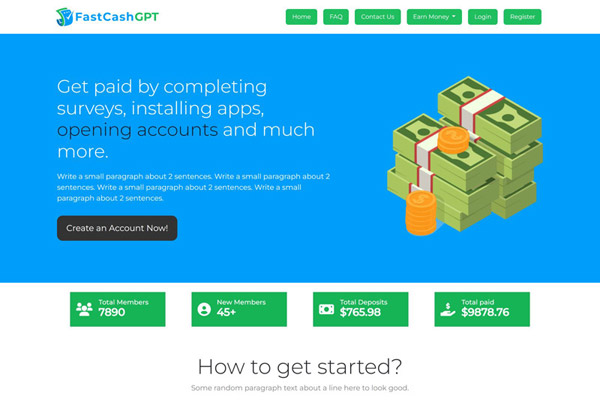 FastCashGPT
Home FAQ Contact Us Earn Money Login Register
Get paid by completing
surveys, installing apps,
opening accounts and much
more.
Write a small paragraph about 2 sentences. Write a small paragraph about 2
sentences. Write a small paragraph about 2 sentences. Write a small
paragraph about 2 sentences.
Create an Account Now!
Total Members
7890
New Members
45+
Total Deposits
$765.98
Total paid
$9878.76
How to get started?
Some random paragraph text about a line here to look good.